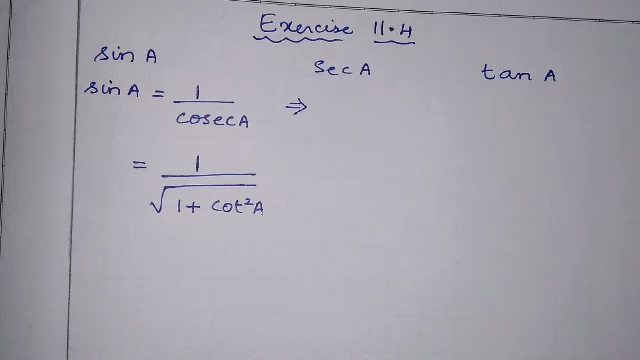 Exercise 11.4
sin A
sec A
tan A
sin A = 1/cosec A ⇒
= 1/√(1 + cot²A)